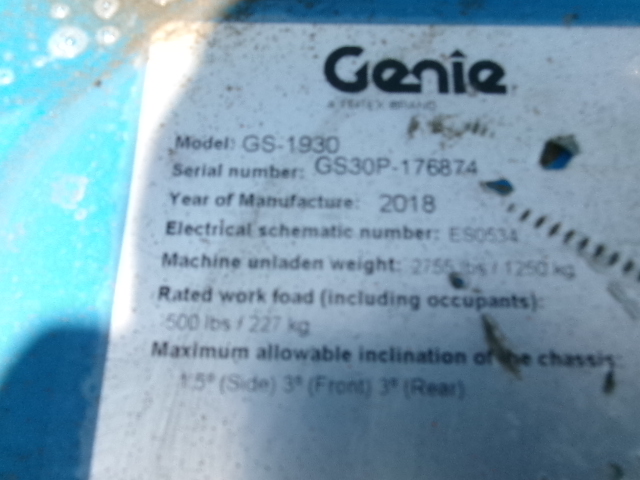 Genie
A TEREX BRAND
Model: GS-1930
Serial number: GS30P-176874
Year of Manufacture: 2018
Electrical schematic number: ES0534
Machine unladen weight: 2755 lbs / 1250 kg
Rated work load (including occupants):
500 lbs / 227 kg
Maximum allowable inclination of the chassis:
1.5° (Side) 3° (Front) 3° (Rear)